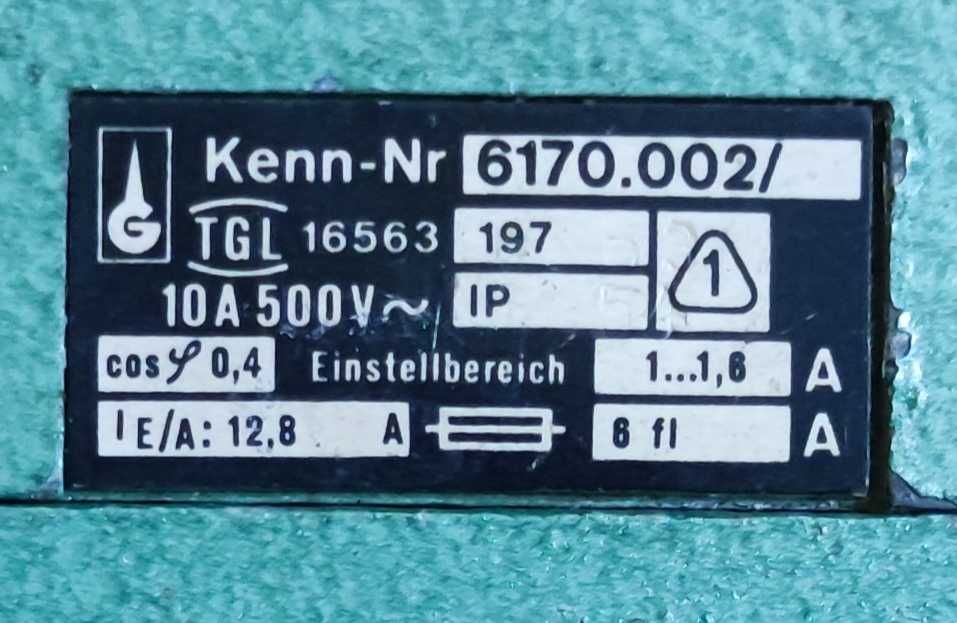 G Kenn-Nr 6170.002/
TGL 16563 197 1
10A 500V~ IP
cosφ 0,4 Einstellbereich 1...1,6 A
I E/A: 12,8 A 6 fl A